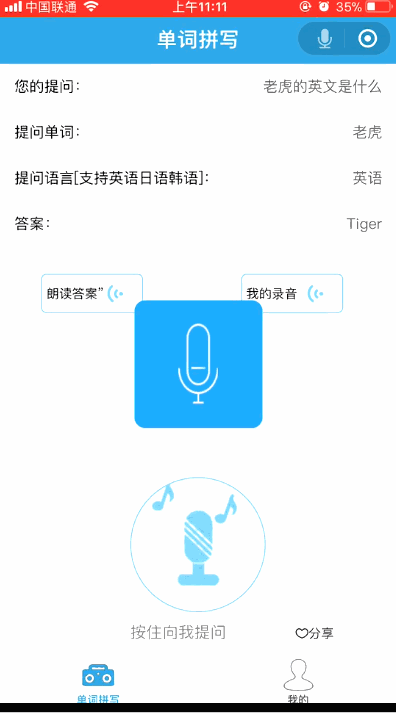 中国联通 上午11:11 35%
单词拼写
您的提问: 老虎的英文是什么
提问单词: 老虎
提问语言[支持英语日语韩语]: 英语
答案: Tiger
朗读答案” 我的录音
按住向我提问 分享
单词拼写 我的